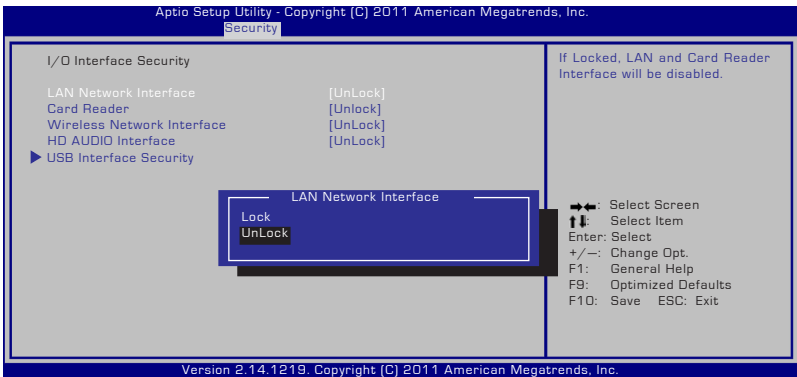 Aptio Setup Utility - Copyright (C) 2011 American Megatrends, Inc.
Security
I/O Interface Security
LAN Network Interface [UnLock]
Card Reader [Unlock]
Wireless Network Interface [UnLock]
HD AUDIO Interface [UnLock]
USB Interface Security
If Locked, LAN and Card Reader
Interface will be disabled.
LAN Network Interface
Lock
UnLock
: Select Screen
: Select Item
Enter: Select
+/—: Change Opt.
F1: General Help
F9: Optimized Defaults
F10: Save ESC: Exit
Version 2.14.1219. Copyright (C) 2011 American Megatrends, Inc.